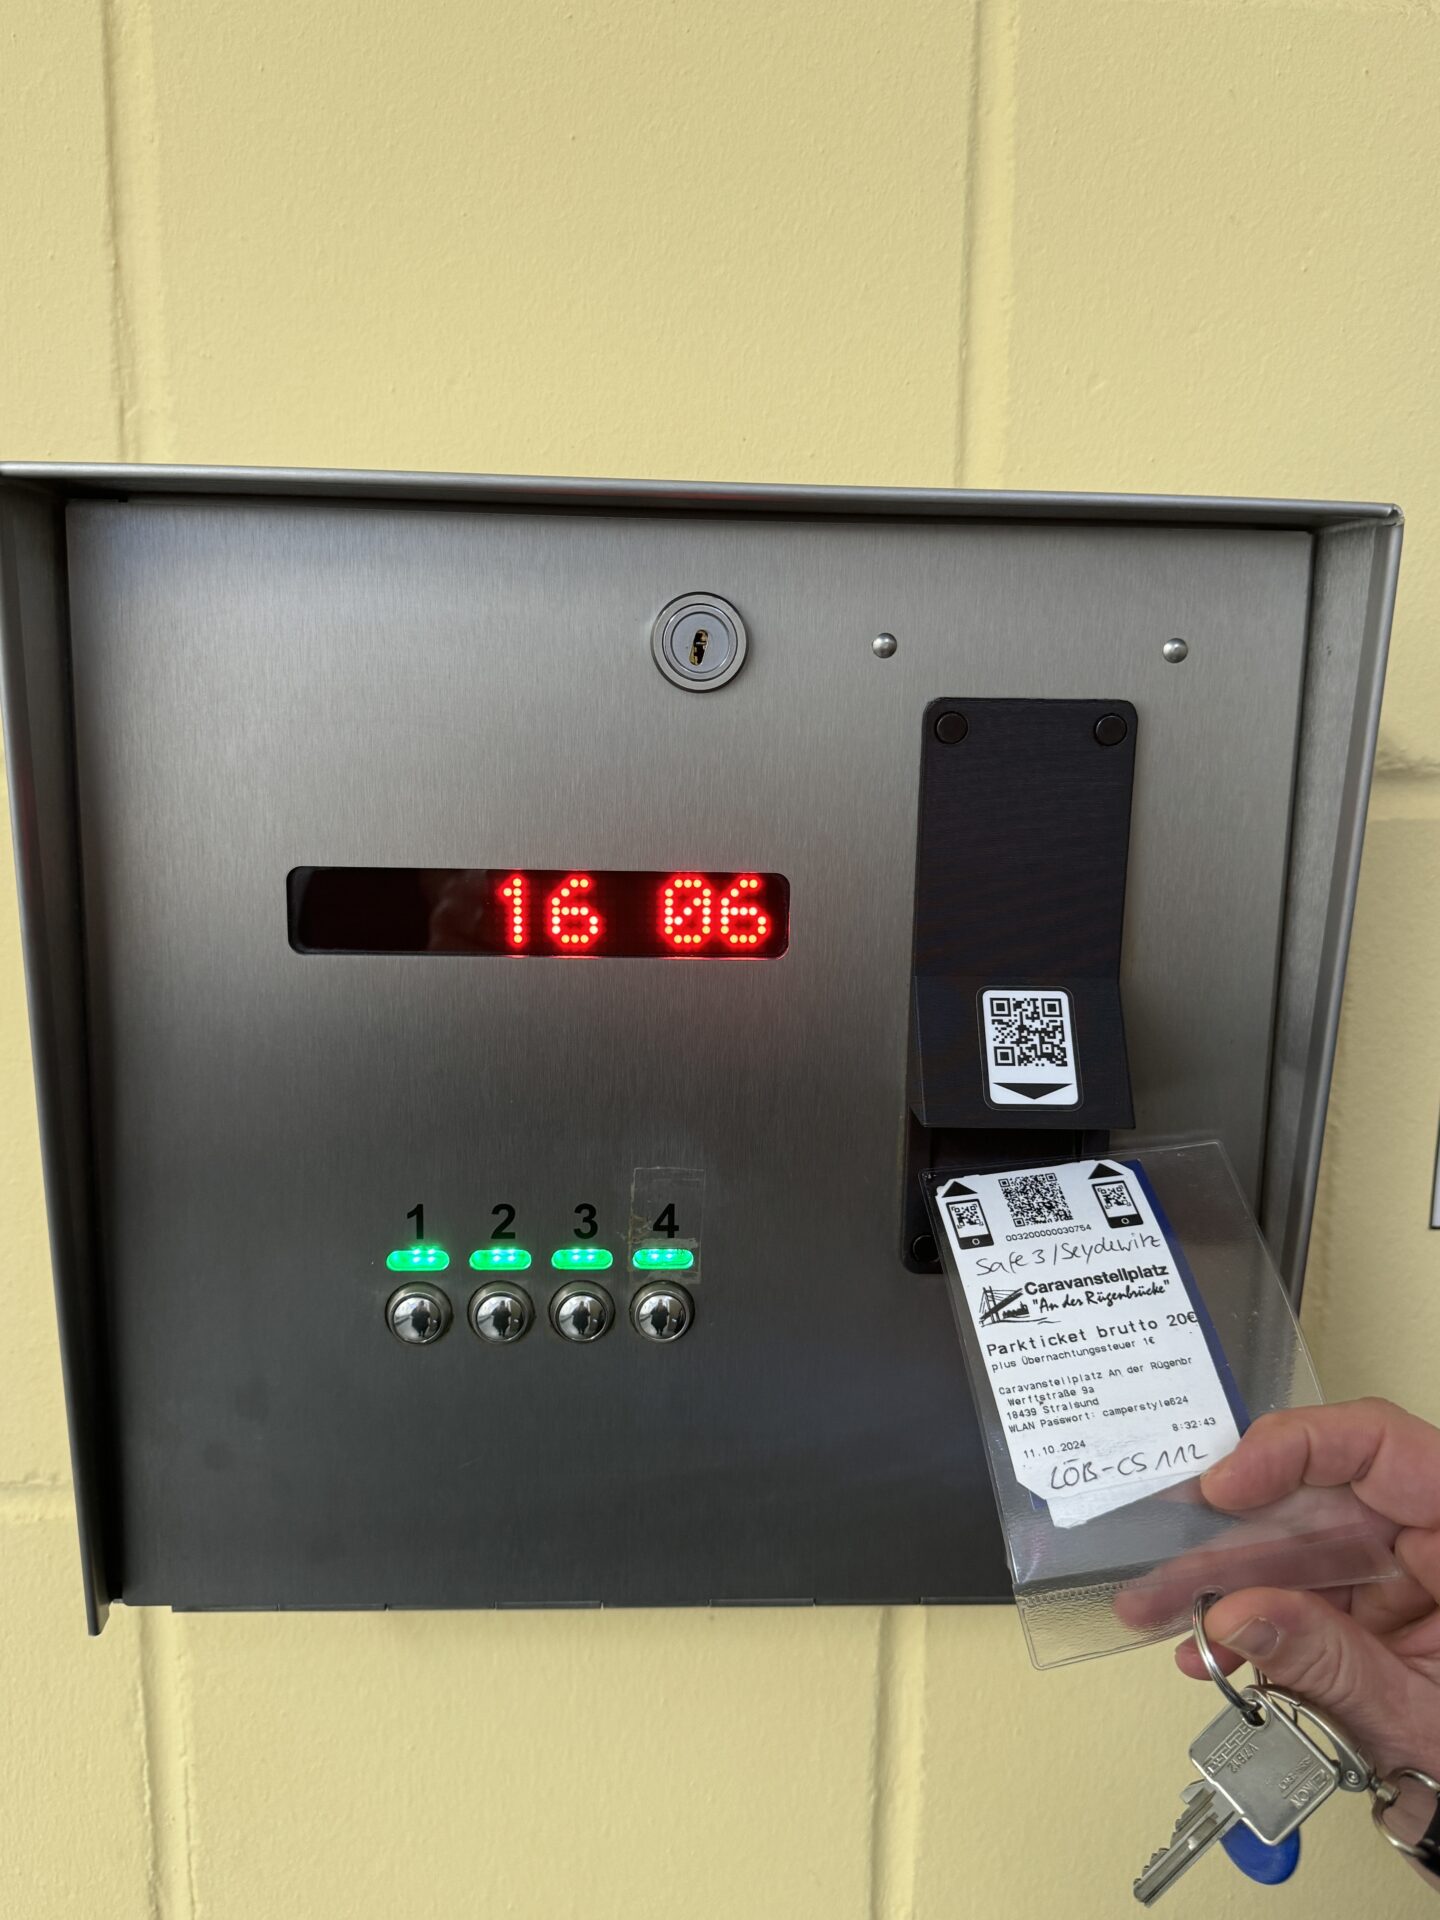 16 06
1 2 3 4
003200000030754
Safe 3/Seydewitz
Caravanstellplatz
"An der Rügenbrücke"
Parkticket brutto 20€
plus Übernachtungssteuer 1€
Caravanstellplatz An der Rügenbr
Werftstraße 9a
18439 Stralsund
WLAN Passwort: camperstyle624
11.10.2024 8:32:43
LÖB-CS 112